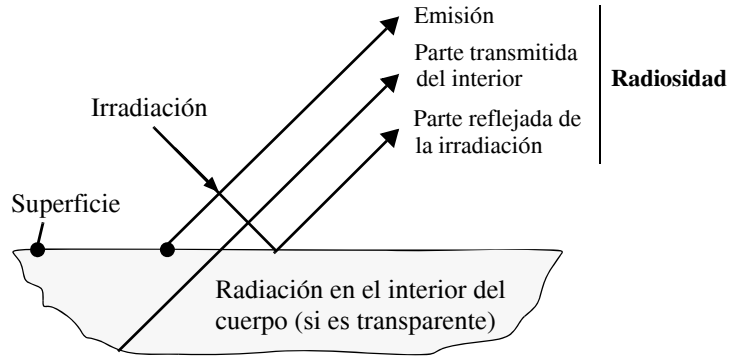 Emisión
Parte transmitida
del interior
Radiosidad
Irradiación
Parte reflejada de
la irradiación
Superficie
Radiación en el interior del
cuerpo (si es transparente)